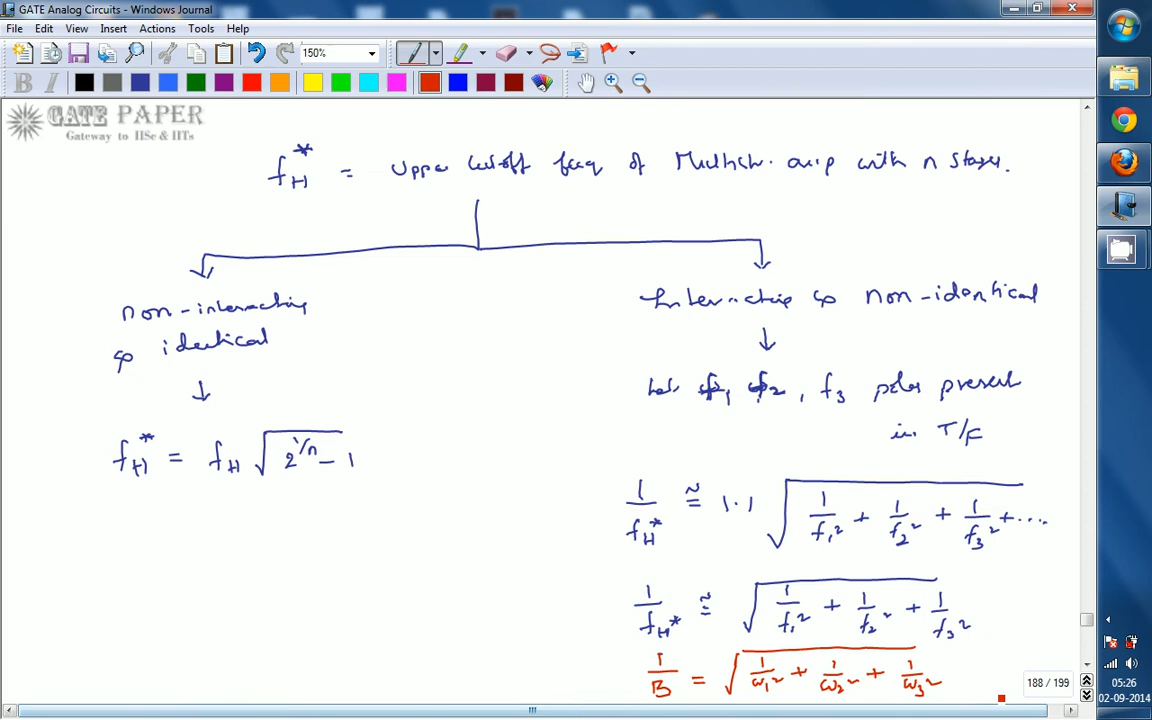 GATE Analog Circuits - Windows Journal
File Edit View Insert Actions Tools Help
150%
B I
GATE PAPER
Gateway to IISc & IITs
f_H* = Upper cutoff freq of Multist. amp with n stages.
non-interacting
identical
f_H* = f_H √(2^(1/n) - 1)
Interacting non-identical
Let f1, f2, f3 poles present
in T/F
1/f_H* ≅ 1.1 √(1/f1² + 1/f2² + 1/f3² + ...
1/f_H* ≅ √(1/f1² + 1/f2² + 1/f3²
1/B = √(1/ω1² + 1/ω2² + 1/ω3²
188 / 199
05:26
02-09-2014